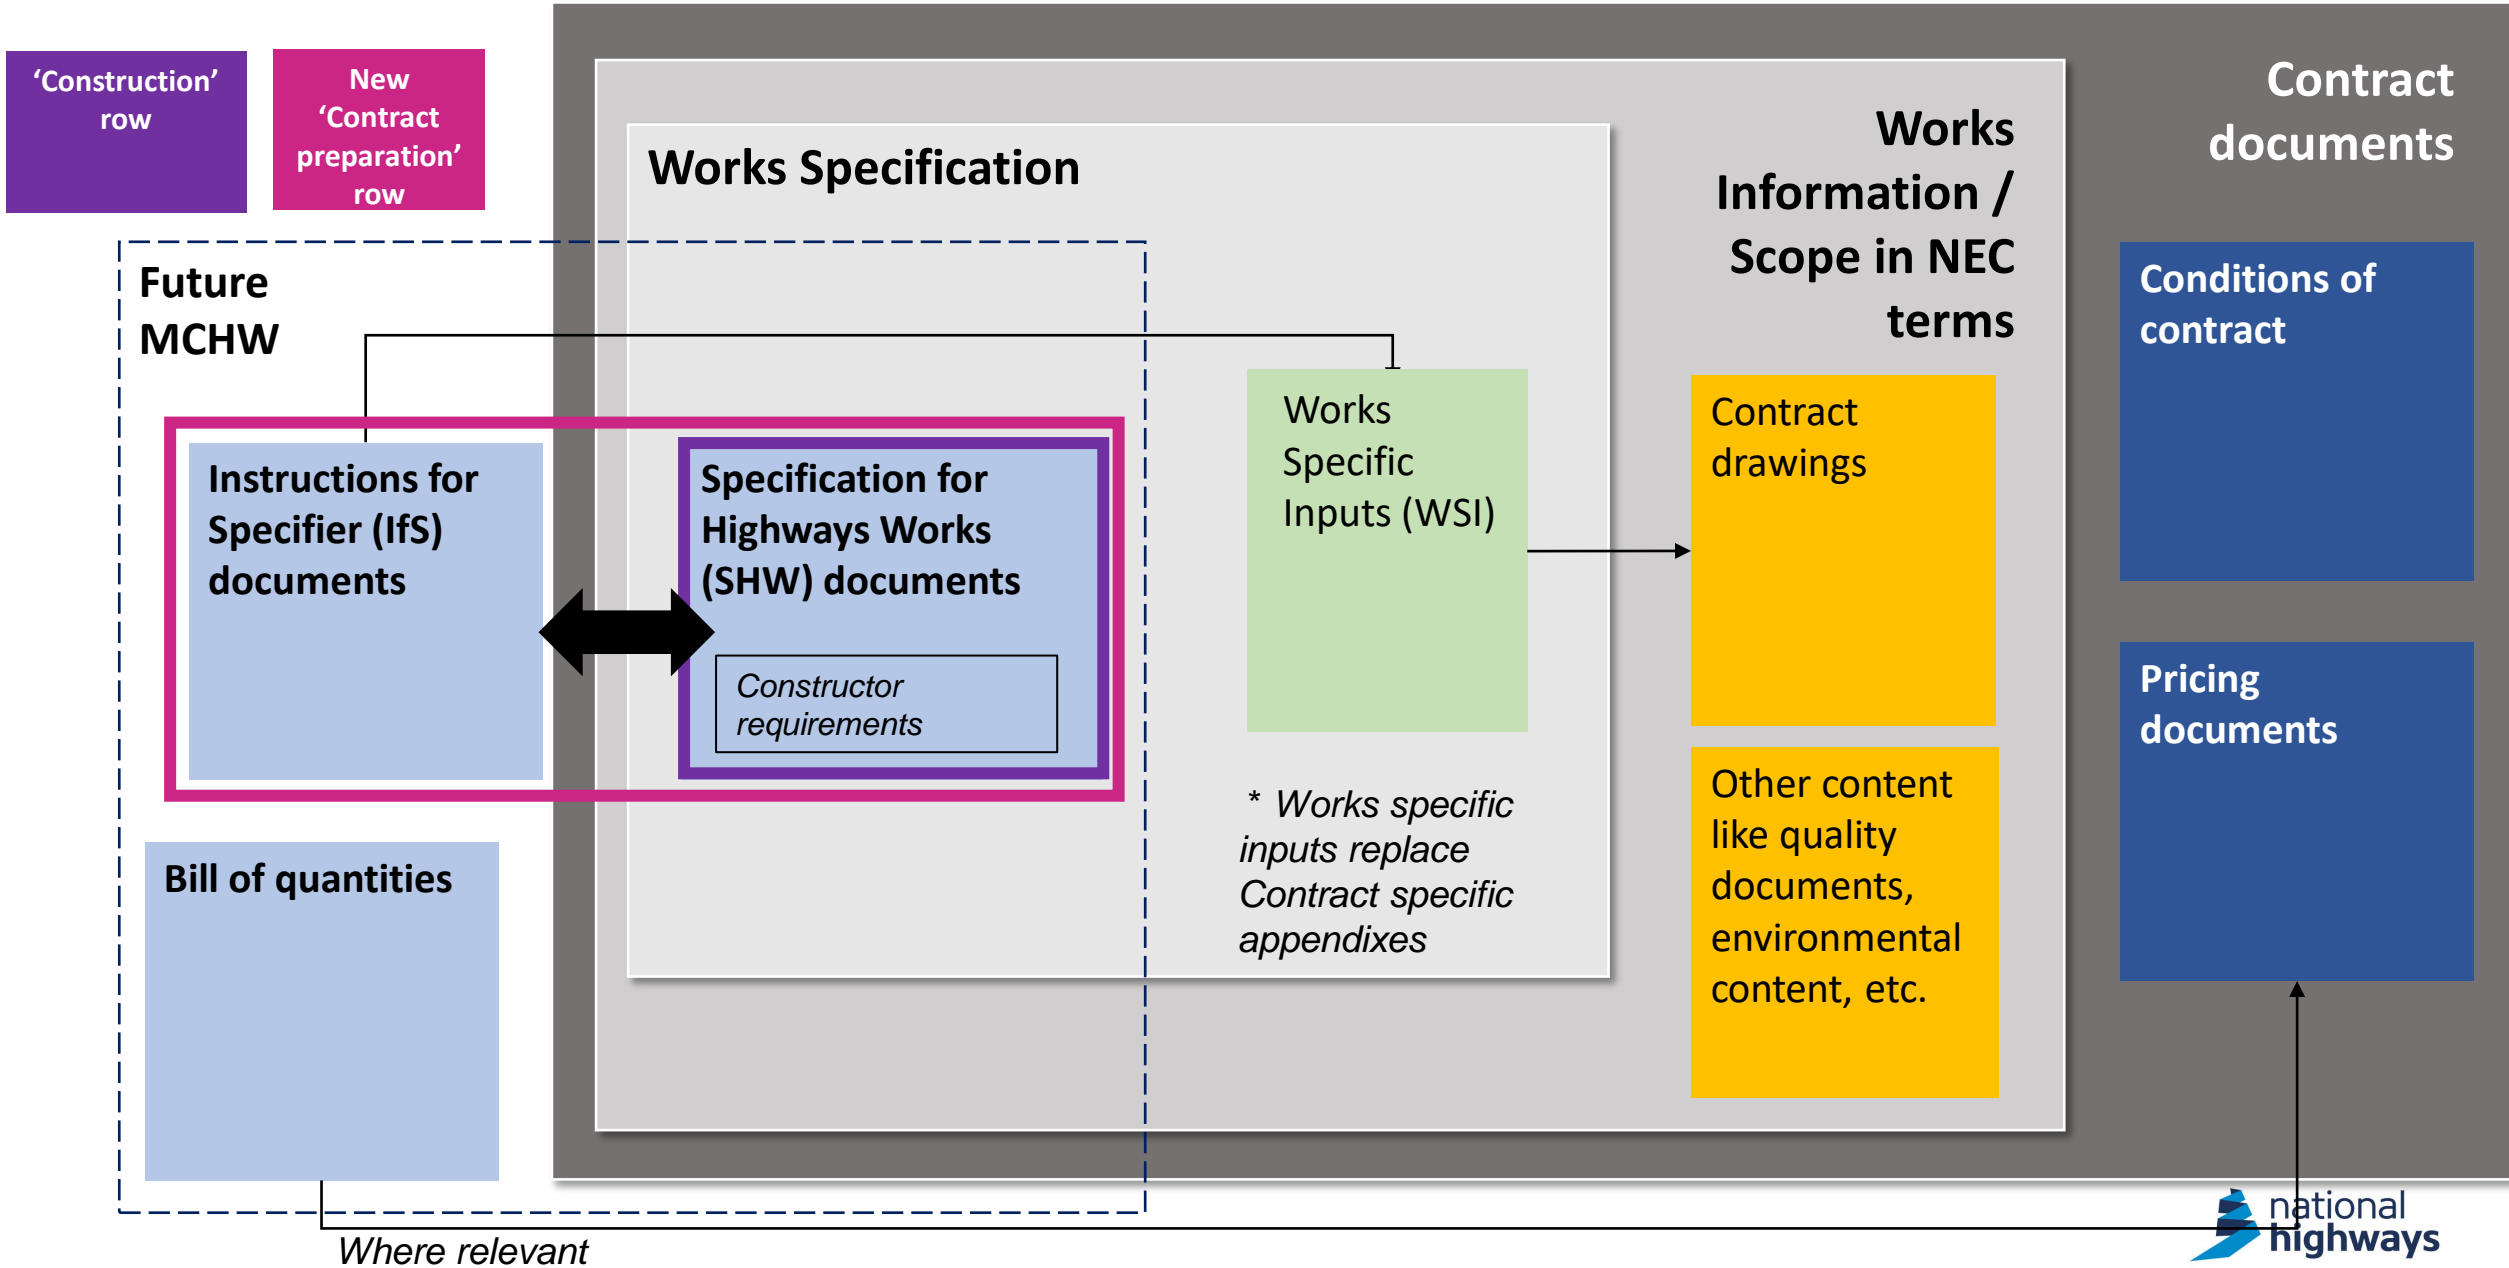 ‘Construction’
row
New
‘Contract
preparation’
row
Contract
documents
Works
Information /
Scope in NEC
terms
Works Specification
Future
MCHW
Conditions of
contract
Instructions for
Specifier (IfS)
documents
Specification for
Highways Works
(SHW) documents
Constructor
requirements
Works
Specific
Inputs (WSI)
Contract
drawings
* Works specific
inputs replace
Contract specific
appendixes
Other content
like quality
documents,
environmental
content, etc.
Pricing
documents
Bill of quantities
Where relevant
national
highways